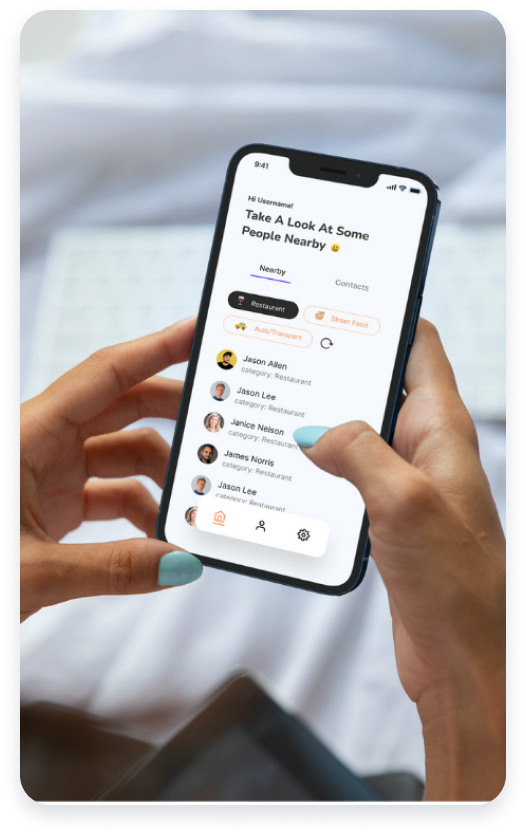 9:41
Hi Username!
Take A Look At Some
People Nearby 😃
Nearby
Contacts
Restaurant
Street Food
Auto/Transport
Jason Allen
category: Restaurant
Jason Lee
category: Restaurant
Janice Nelson
category: Restaurant
James Norris
category: Restaurant
Jason Lee
category: Restaurant